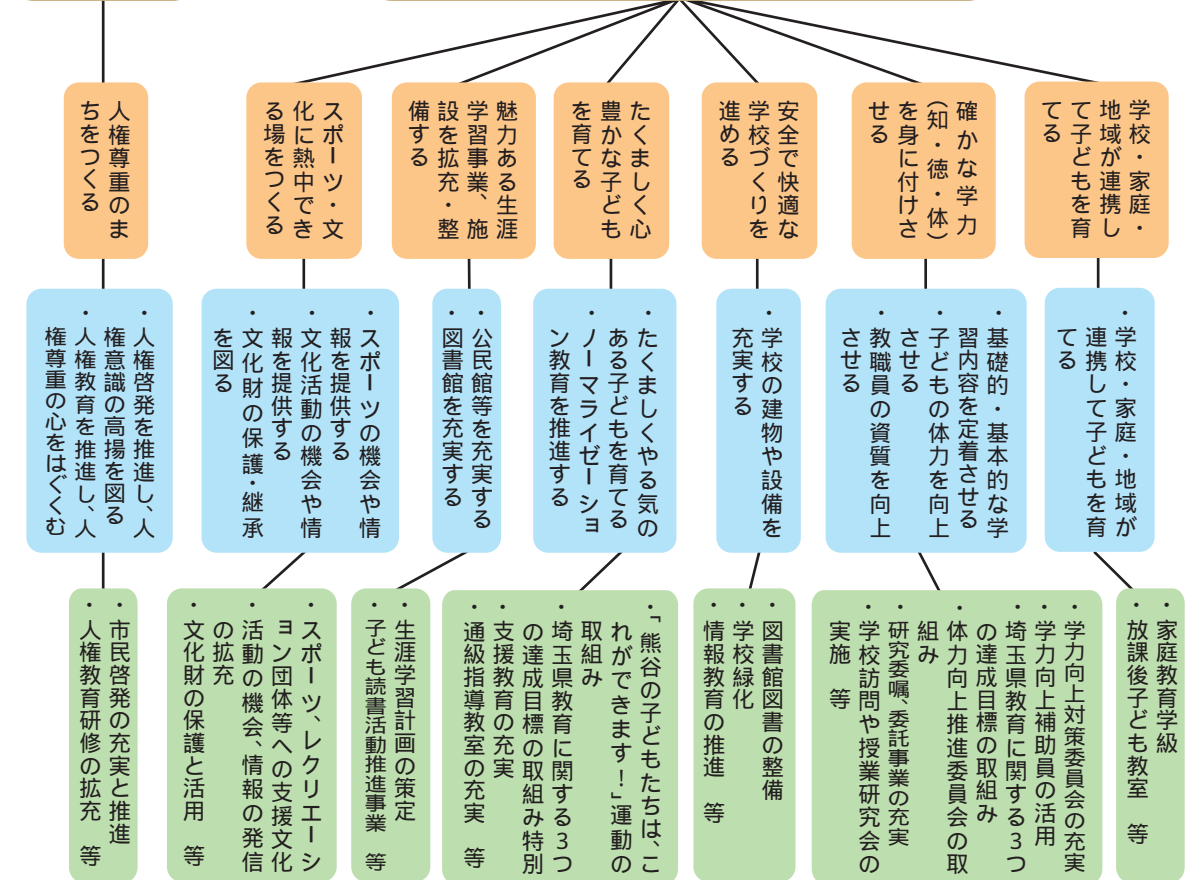 学校・家庭・
地域が連携し
て子どもを育
てる
確かな学力
(知・徳・体)
を身に付けさ
せる
安全で快適な
学校づくりを
進める
たくましく心
豊かな子ども
を育てる
魅力ある生涯
学習事業、施
設を拡充・整
備する
スポーツ・文
化に熱中でき
る場をつくる
人権尊重のま
ちをつくる
・学校・家庭・地域が
連携して子どもを育
てる
・基礎的・基本的な学
習内容を定着させる
・子どもの体力を向上
させる
・教職員の資質を向上
させる
・学校の建物や設備を
充実する
・たくましくやる気の
ある子どもを育てる
・ノーマライゼーショ
ン教育を推進する
・公民館等を充実する
・図書館を充実する
・スポーツの機会や情
報を提供する
・文化活動の機会や情
報を提供する
・文化財の保護・継承
を図る
・人権啓発を推進し、人
権意識の高揚を図る
・人権教育を推進し、人
権尊重の心をはぐくむ
・家庭教育学級
・放課後子ども教室 等
・学力向上対策委員会の充実
・学力向上補助員の活用
・埼玉県教育に関する3つ
の達成目標の取組み
・体力向上推進委員会の取
組み
・研究委嘱、委託事業の充実
・学校訪問や授業研究会の
実施 等
・図書館図書の整備
・学校緑化
・情報教育の推進 等
・「熊谷の子どもたちは、こ
れができます!」運動の
取組み
・埼玉県教育に関する3つ
の達成目標の取組み特別
・支援教育の充実
・通級指導教室の充実 等
・生涯学習計画の策定
・子ども読書活動推進事業 等
・スポーツ、レクリエーシ
ョン団体等への支援文化
・活動の機会、情報の発信
の拡充
・文化財の保護と活用 等
・市民啓発の充実と推進
・人権教育研修の拡充 等